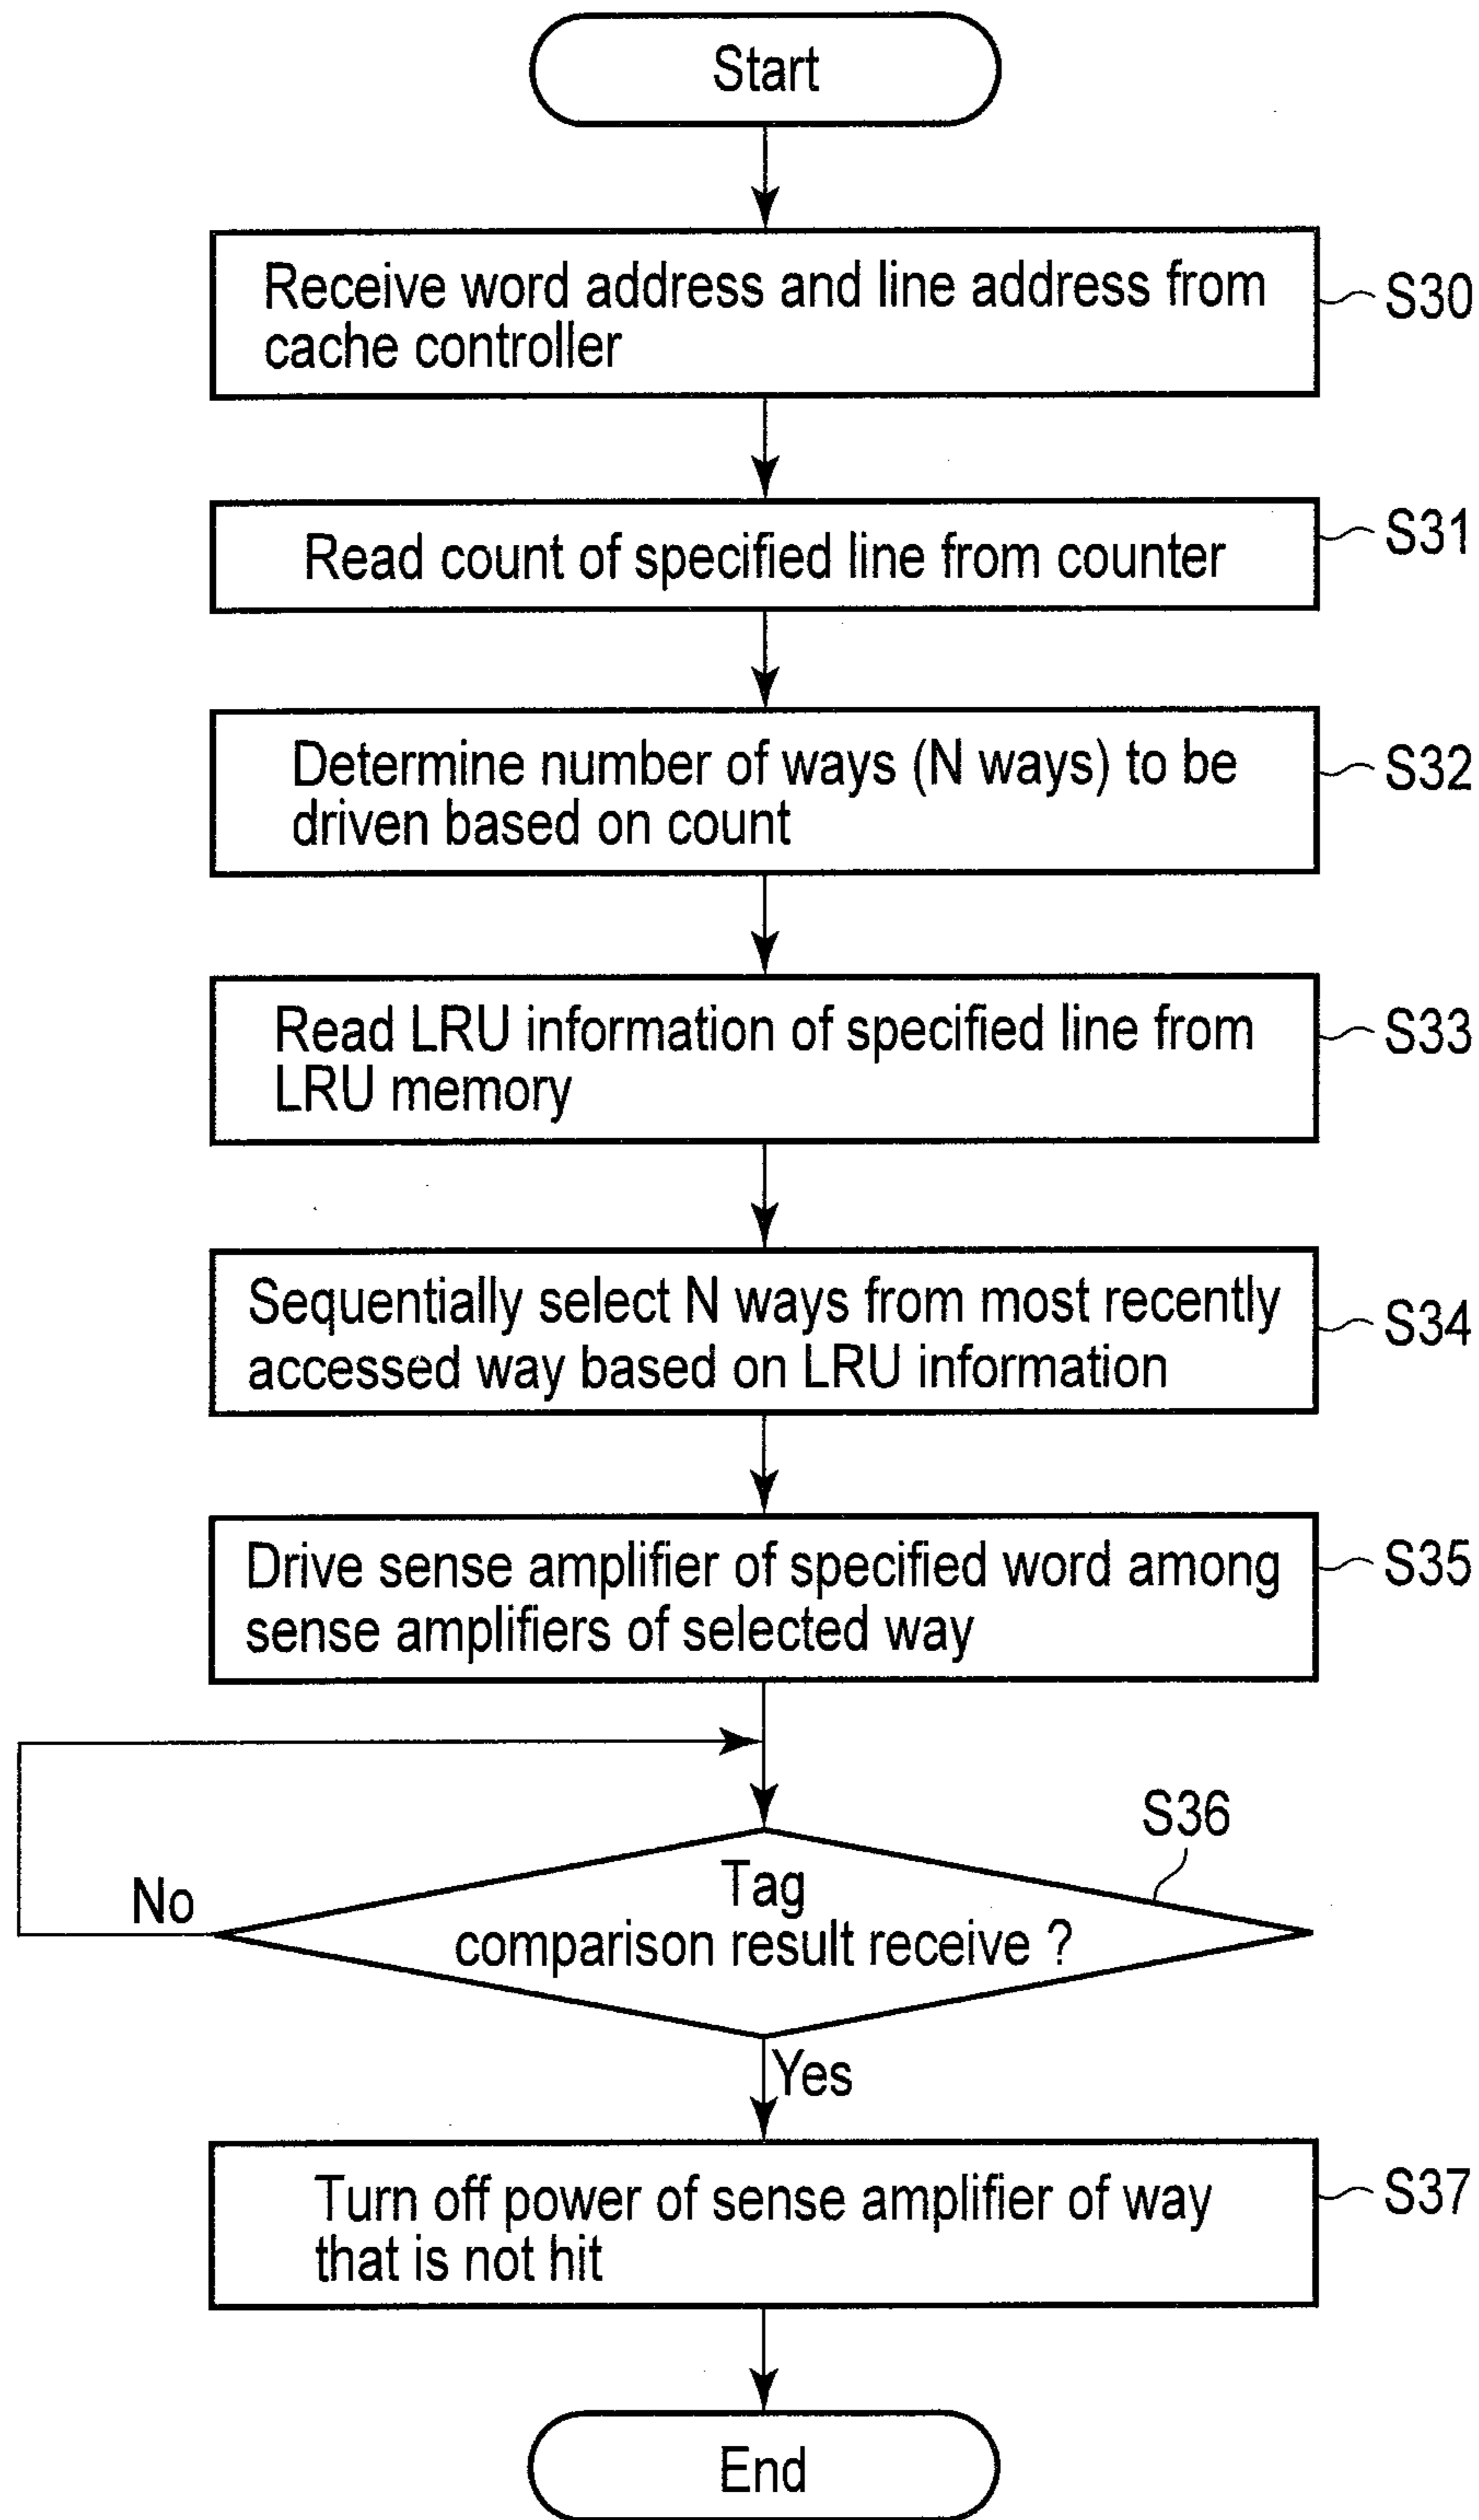 Start
Receive word address and line address from
cache controller
S30
Read count of specified line from counter
S31
Determine number of ways (N ways) to be
driven based on count
S32
Read LRU information of specified line from
LRU memory
S33
Sequentially select N ways from most recently
accessed way based on LRU information
S34
Drive sense amplifier of specified word among
sense amplifiers of selected way
S35
S36
Tag
comparison result receive ?
No
Yes
Turn off power of sense amplifier of way
that is not hit
S37
End